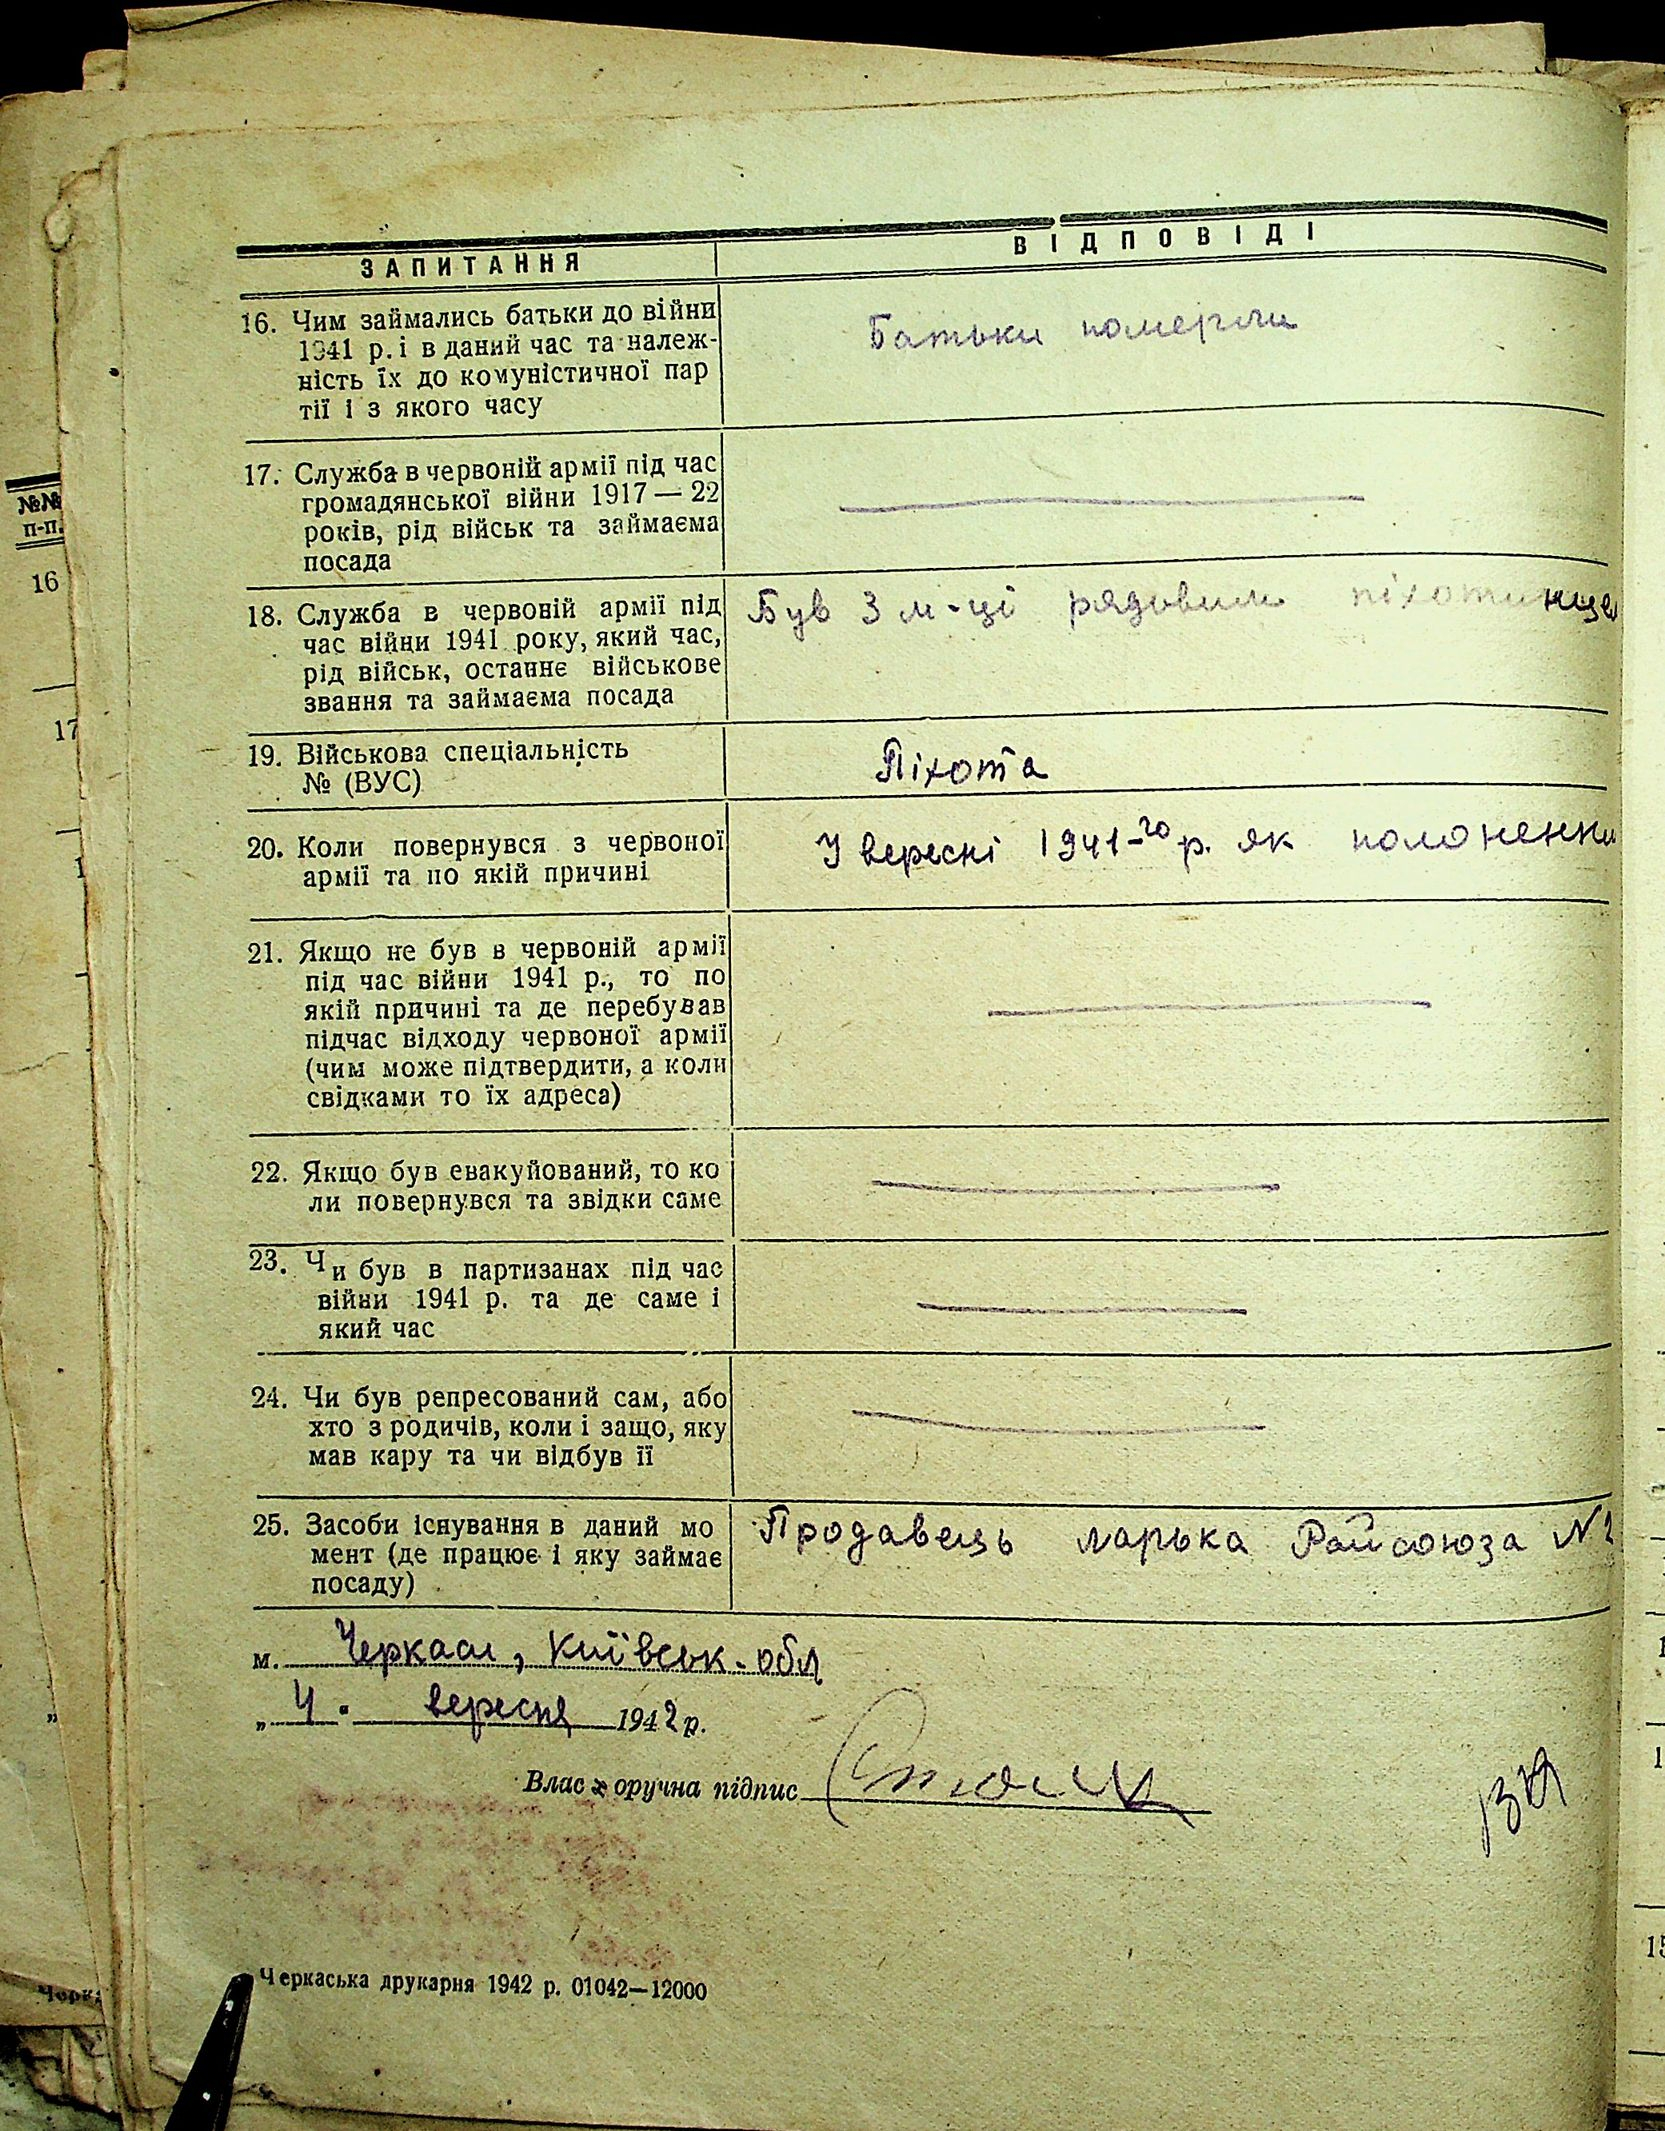 ЗАПИТАННЯ
ВІДПОВІДІ
16. Чим займались батьки до війни
1941 р. і в даний час та належ-
ність їх до комуністичної пар
тії і з якого часу
Батьки померли
17. Служба в червоній армії під час
громадянської війни 1917 — 22
років, рід військ та займаєма
посада
18. Служба в червоній армії під
час війни 1941 року, який час,
рід військ, останнє військове
звання та займаєма посада
Був 3 м-ці рядовим піхотинцем
19. Військова спеціальність
№ (ВУС)
Піхота
20. Коли повернувся з червоної
армії та по якій причині
У вересні 1941-го р. як полонений
21. Якщо не був в червоній армії
під час війни 1941 р., то по
якій причині та де перебував
підчас відходу червоної армії
(чим може підтвердити, а коли
свідками то їх адреса)
22. Якщо був евакуйований, то ко
ли повернувся та звідки саме
23. Чи був в партизанах під час
війни 1941 р. та де саме і
який час
24. Чи був репресований сам, або
хто з родичів, коли і защо, яку
мав кару та чи відбув її
25. Засоби існування в даний мо
мент (де працює і яку займає
посаду)
Продавець ларька Райсоюза №
м. Черкаси, Київськ. обл
„4" вересня 1942 р.
Власноручна підпис
Черкаська друкарня 1942 р. 01042—12000
№№
п-п.
16
17